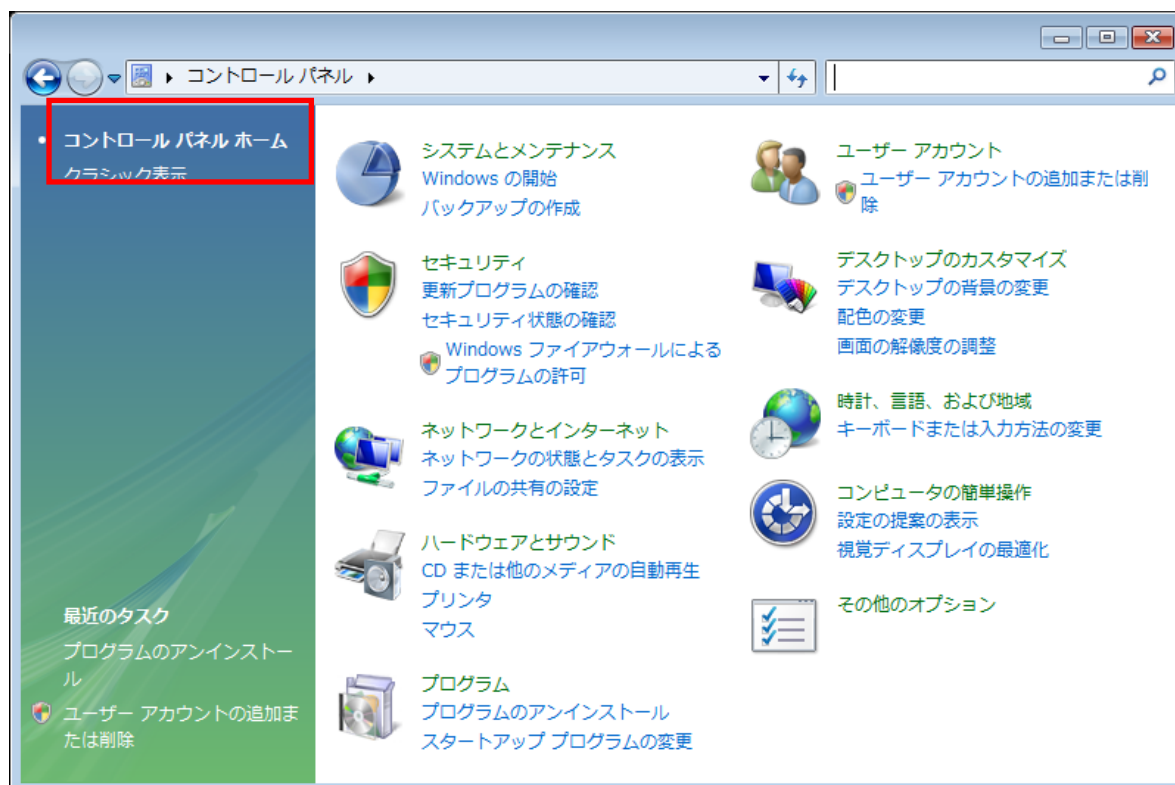 コントロール パネル
コントロール パネル ホーム
クラシック表示
最近のタスク
プログラムのアンインストー
ル
ユーザー アカウントの追加ま
たは削除
システムとメンテナンス
Windows の開始
バックアップの作成
セキュリティ
更新プログラムの確認
セキュリティ状態の確認
Windows ファイアウォールによる
プログラムの許可
ネットワークとインターネット
ネットワークの状態とタスクの表示
ファイルの共有の設定
ハードウェアとサウンド
CD または他のメディアの自動再生
プリンタ
マウス
プログラム
プログラムのアンインストール
スタートアップ プログラムの変更
ユーザー アカウント
ユーザー アカウントの追加または削
除
デスクトップのカスタマイズ
デスクトップの背景の変更
配色の変更
画面の解像度の調整
時計、言語、および地域
キーボードまたは入力方法の変更
コンピュータの簡単操作
設定の提案の表示
視覚ディスプレイの最適化
その他のオプション